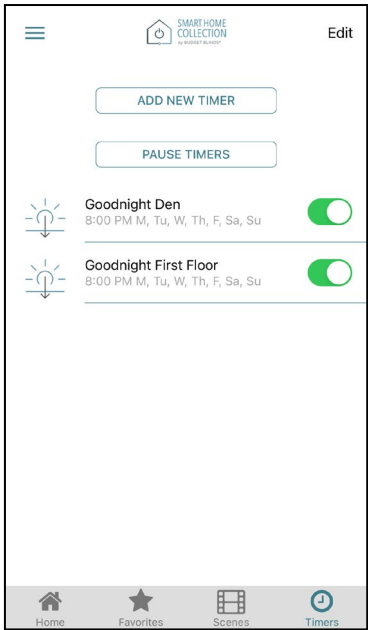 SMART HOME
COLLECTION
by BUDGET BLINDS®
Edit
ADD NEW TIMER
PAUSE TIMERS
Goodnight Den
8:00 PM M, Tu, W, Th, F, Sa, Su
Goodnight First Floor
8:00 PM M, Tu, W, Th, F, Sa, Su
Home
Favorites
Scenes
Timers